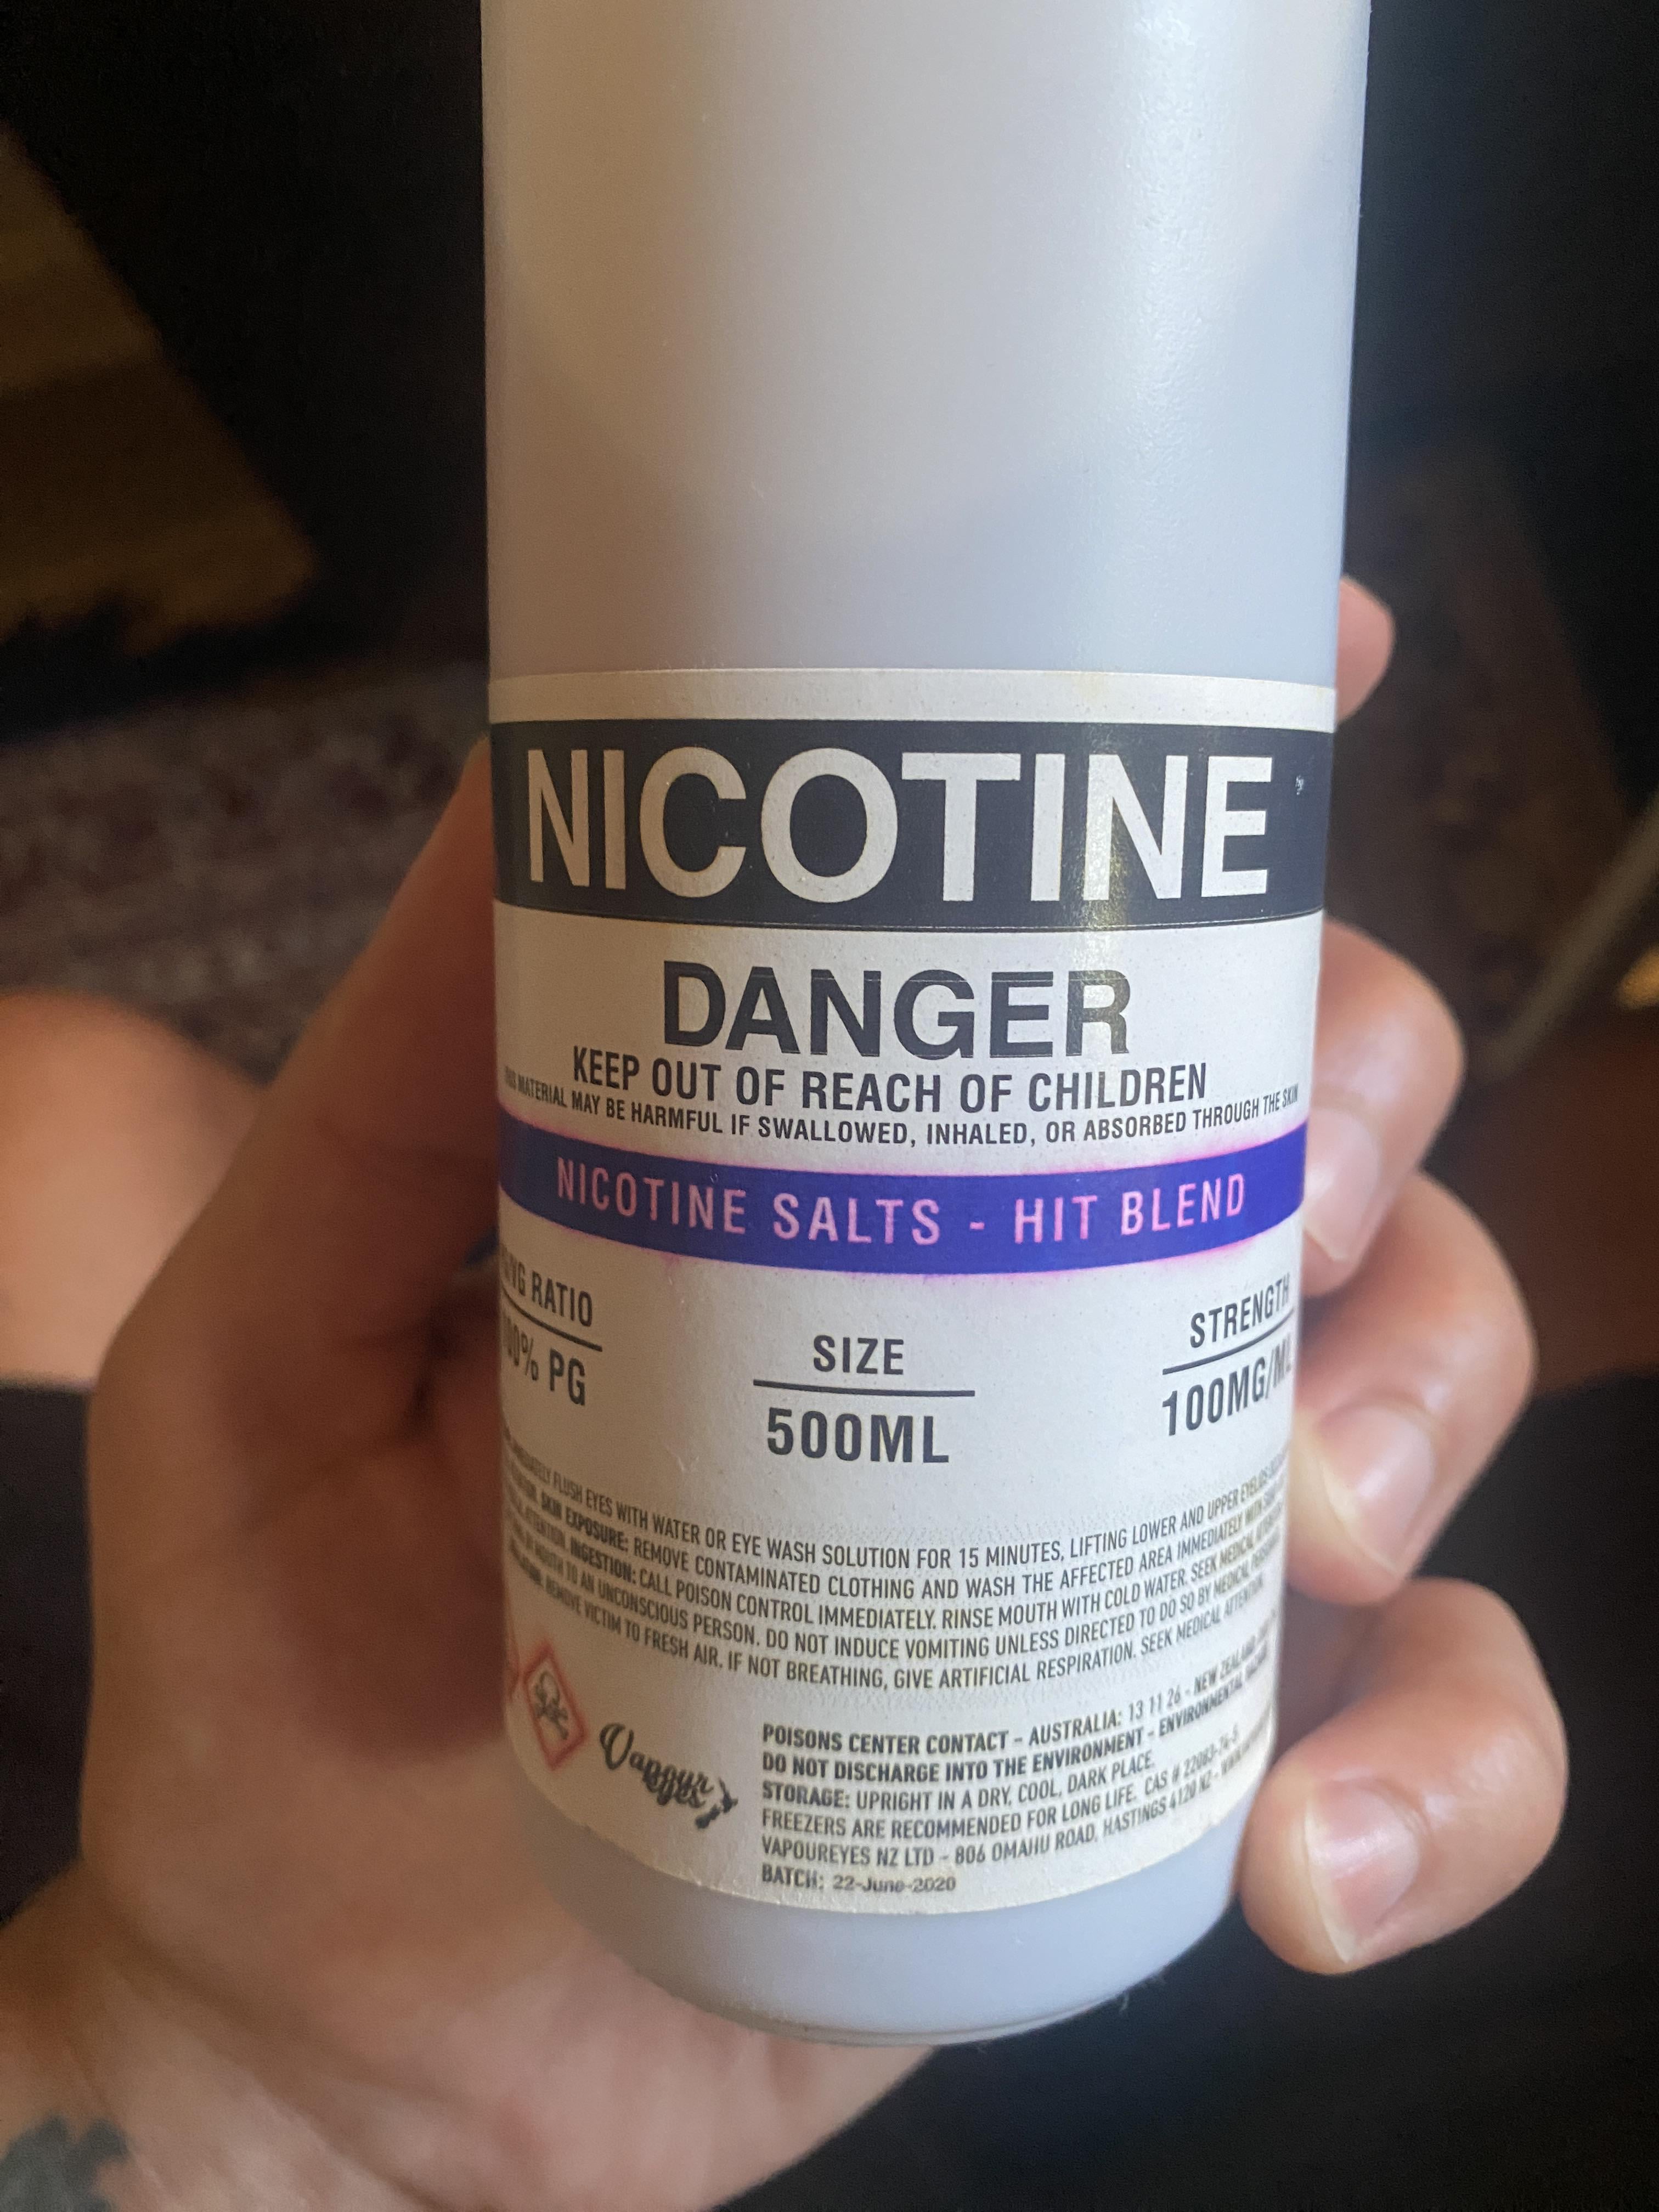 NICOTINE
DANGER
KEEP OUT OF REACH OF CHILDREN
MATERIAL MAY BE HARMFUL IF SWALLOWED, INHALED, OR ABSORBED THROUGH THE SKIN
NICOTINE SALTS - HIT BLEND
RATIO
% PG
SIZE
500ML
STRENGTH
100MG/ML
FLUSH EYES WITH WATER OR EYE WASH SOLUTION FOR 15 MINUTES, LIFTING LOWER AND UPPER EYELIDS
SKIN EXPOSURE: REMOVE CONTAMINATED CLOTHING AND WASH THE AFFECTED AREA IMMEDIATELY WITH
ATTENTION. INGESTION: CALL POISON CONTROL IMMEDIATELY. RINSE MOUTH WITH COLD WATER. SEEK MEDICAL
BY MOUTH TO AN UNCONSCIOUS PERSON. DO NOT INDUCE VOMITING UNLESS DIRECTED TO DO SO BY MEDICAL
REMOVE VICTIM TO FRESH AIR. IF NOT BREATHING, GIVE ARTIFICIAL RESPIRATION. SEEK MEDICAL ATTENTION.
Vapour
Eyes
POISONS CENTER CONTACT - AUSTRALIA: 13 11 26 - NEW ZEALAND:
DO NOT DISCHARGE INTO THE ENVIRONMENT - ENVIRONMENTAL
STORAGE: UPRIGHT IN A DRY, COOL, DARK PLACE.
FREEZERS ARE RECOMMENDED FOR LONG LIFE. CAS #
VAPOUREYES NZ LTD - 806 OMAHU ROAD, HASTINGS 4120 NZ -
BATCH: 22-June-2020